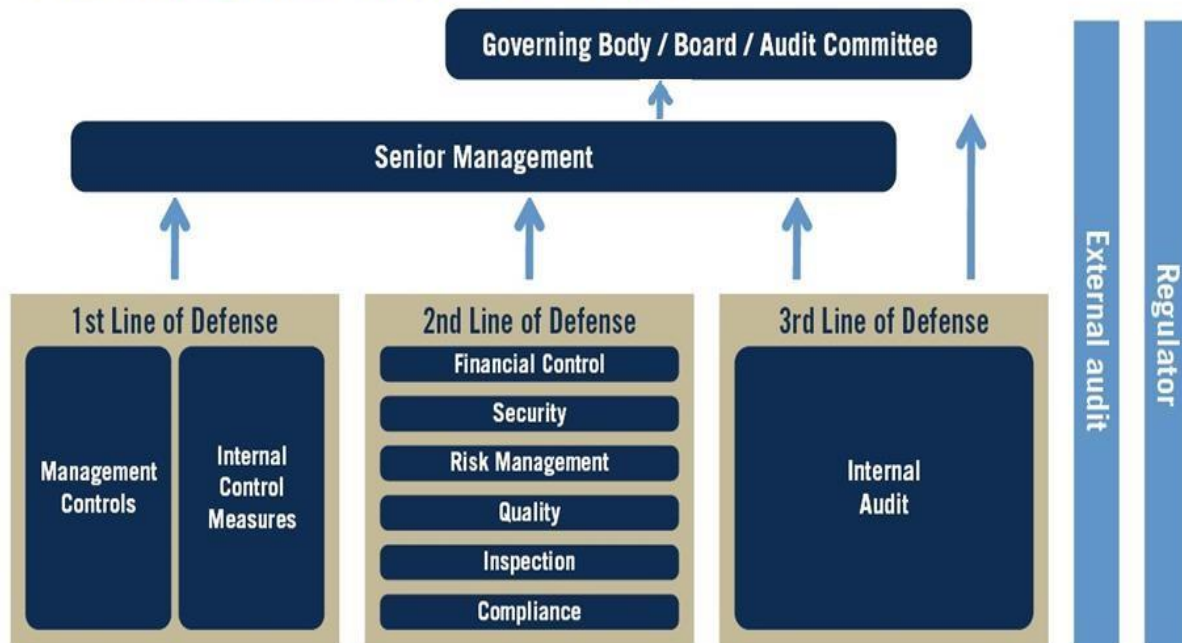 Governing Body / Board / Audit Committee
Senior Management
1st Line of Defense
Management
Controls
Internal
Control
Measures
2nd Line of Defense
Financial Control
Security
Risk Management
Quality
Inspection
Compliance
3rd Line of Defense
Internal
Audit
External audit
Regulator